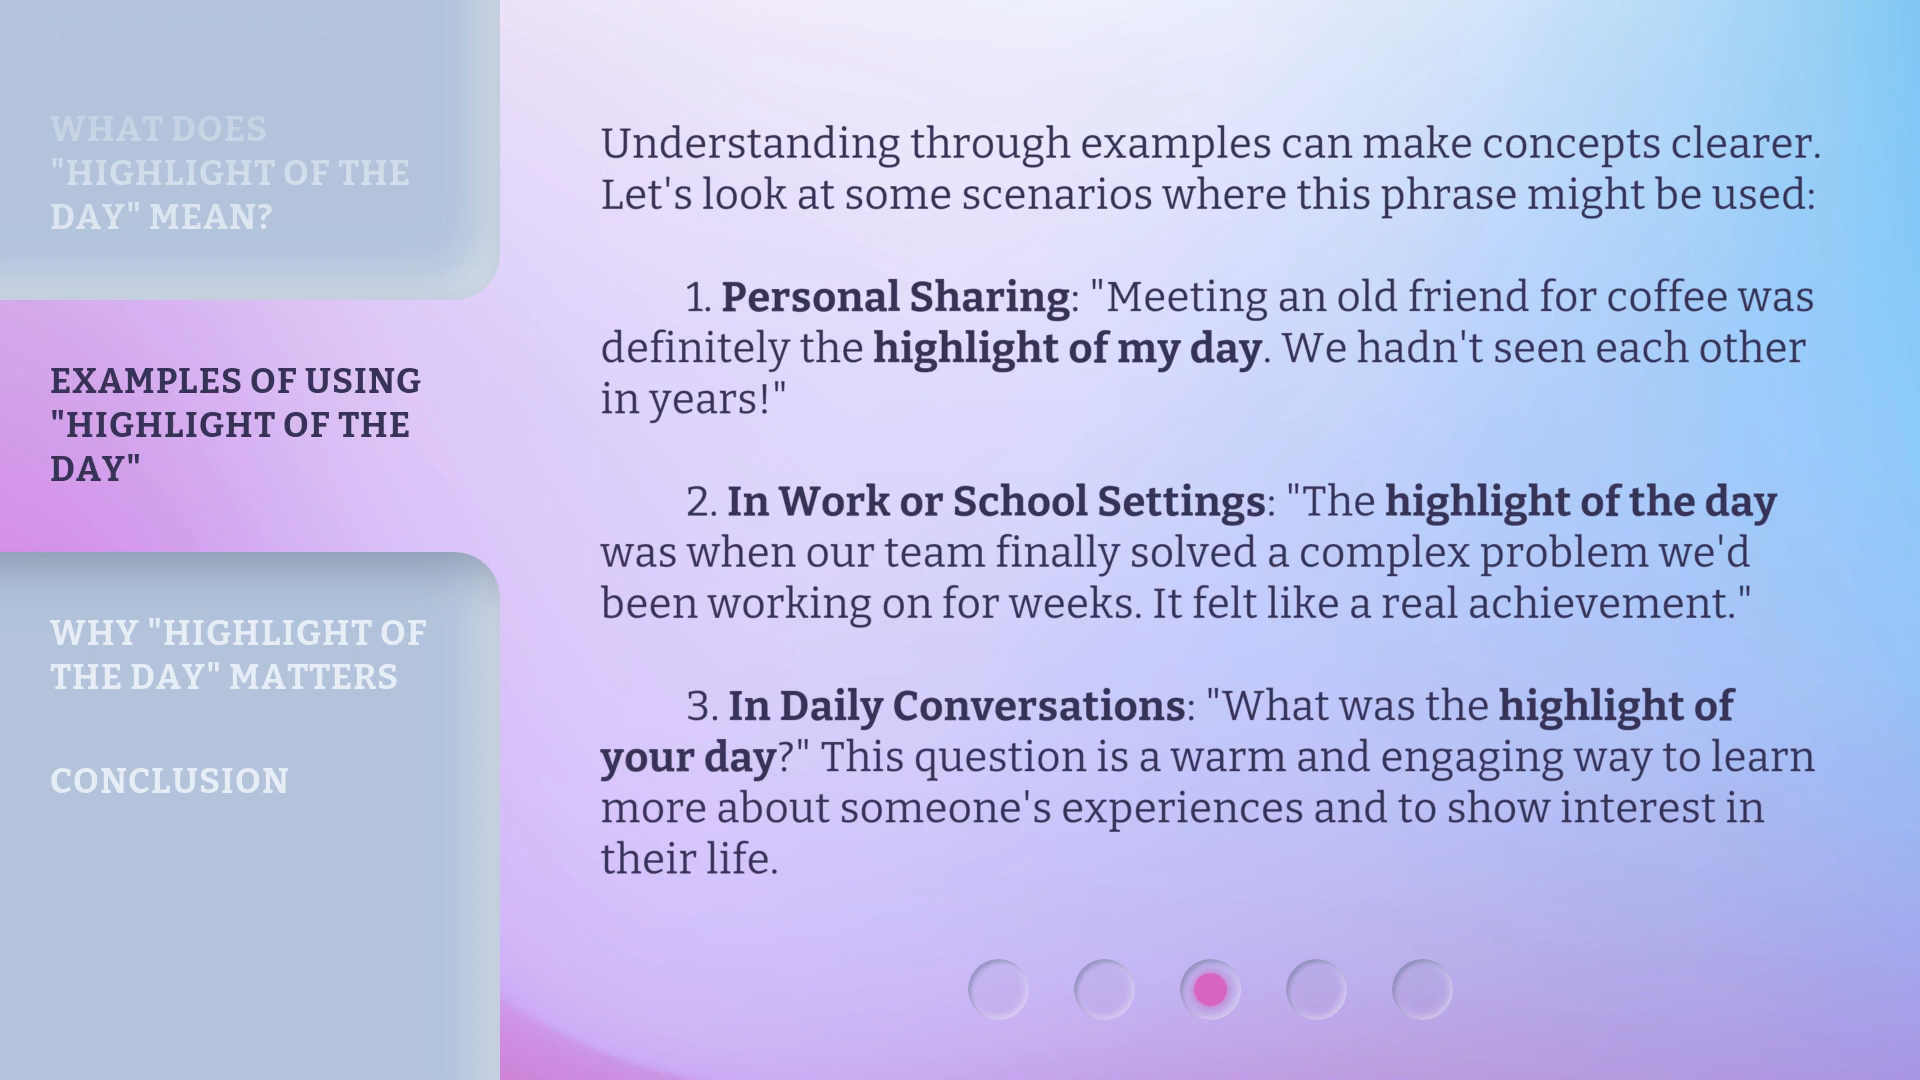 INTRODUCTION
WHAT DOES
"HIGHLIGHT OF THE
DAY" MEAN?
EXAMPLES OF USING
"HIGHLIGHT OF THE
DAY"
WHY "HIGHLIGHT OF
THE DAY" MATTERS
CONCLUSION
Understanding through examples can make concepts clearer.
Let's look at some scenarios where this phrase might be used:
1. Personal Sharing: "Meeting an old friend for coffee was
definitely the highlight of my day. We hadn't seen each other
in years!"
2. In Work or School Settings: "The highlight of the day
was when our team finally solved a complex problem we'd
been working on for weeks. It felt like a real achievement."
3. In Daily Conversations: "What was the highlight of
your day?" This question is a warm and engaging way to learn
more about someone's experiences and to show interest in
their life.